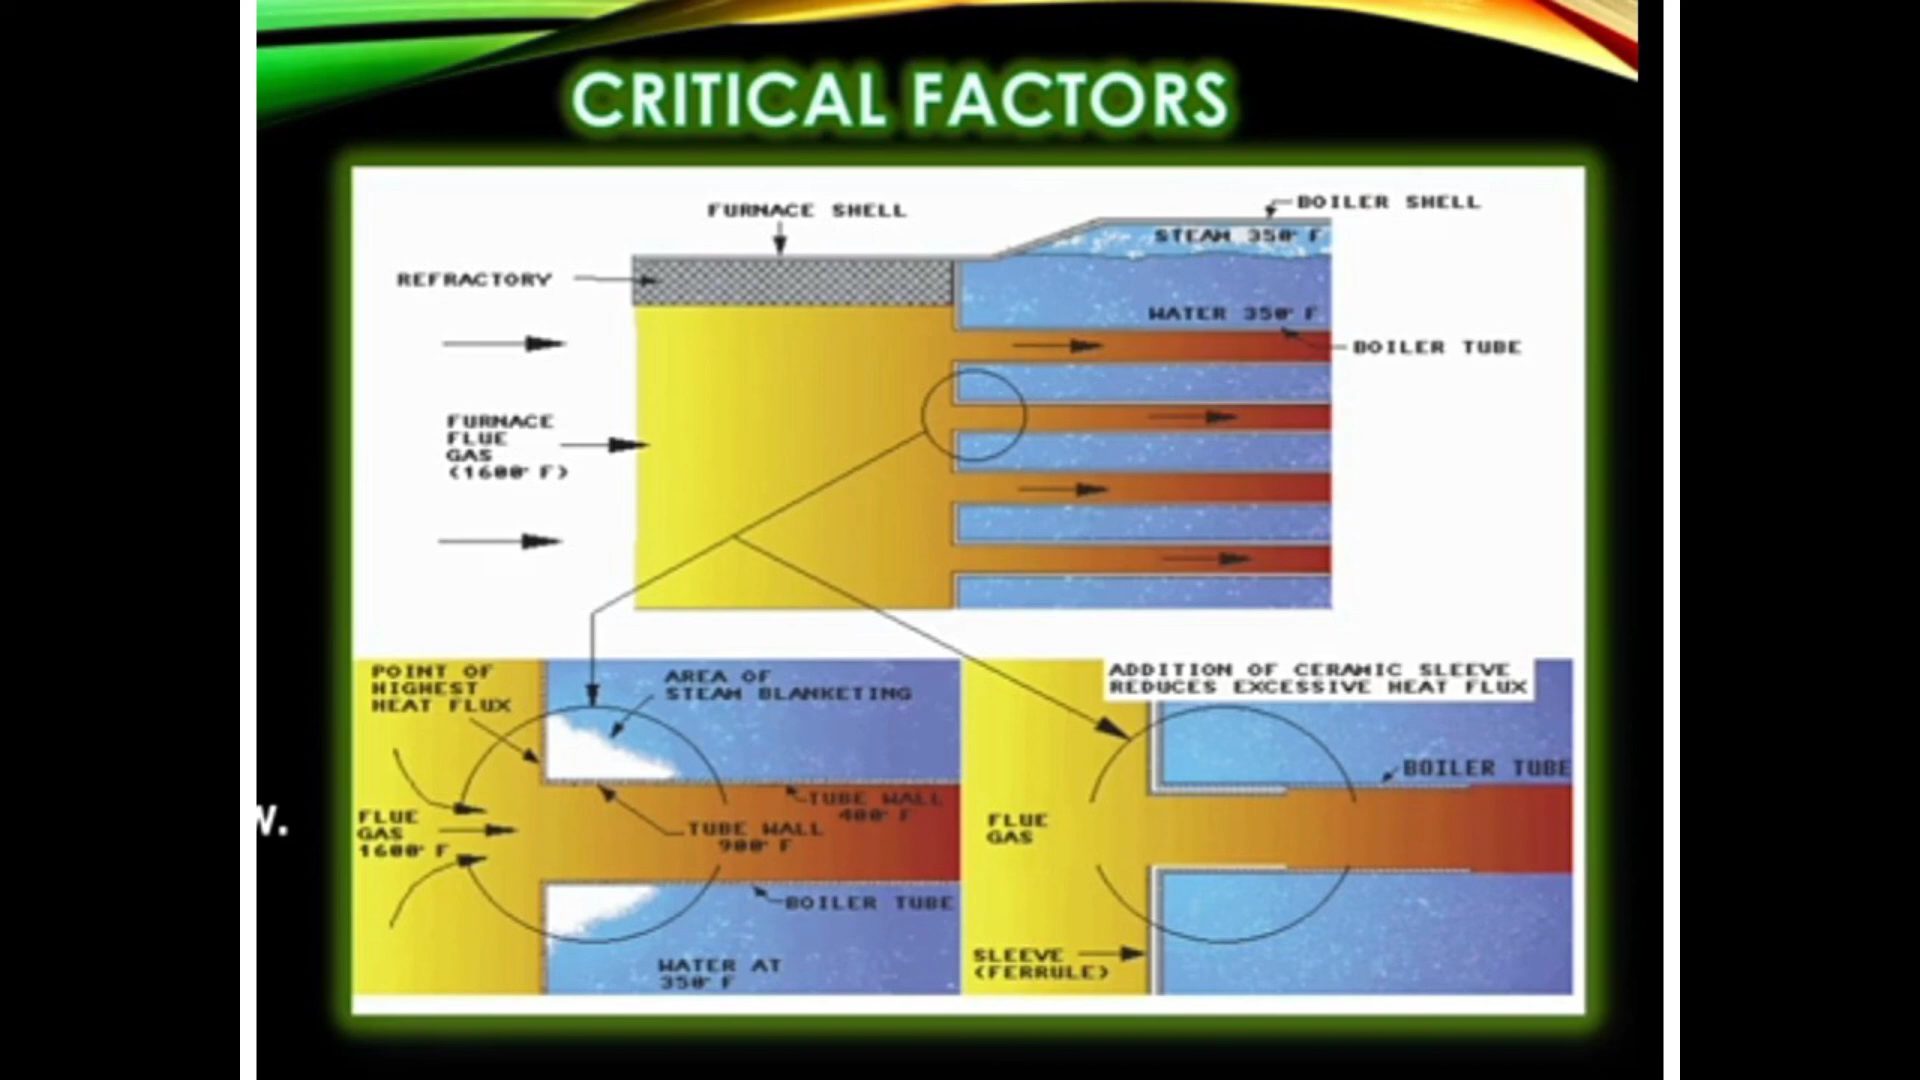 CRITICAL FACTORS
FURNACE SHELL
BOILER SHELL
STEAM 350° F
REFRACTORY
WATER 350° F
BOILER TUBE
FURNACE
FLUE
GAS
(1600° F)
POINT OF
HIGHEST
HEAT FLUX
AREA OF
STEAM BLANKETING
ADDITION OF CERAMIC SLEEVE
REDUCES EXCESSIVE HEAT FLUX
BOILER TUBE
TUBE WALL
400° F
FLUE
GAS
1600° F
TUBE WALL
900° F
FLUE
GAS
w.
BOILER TUBE
WATER AT
350° F
SLEEVE
(FERRULE)